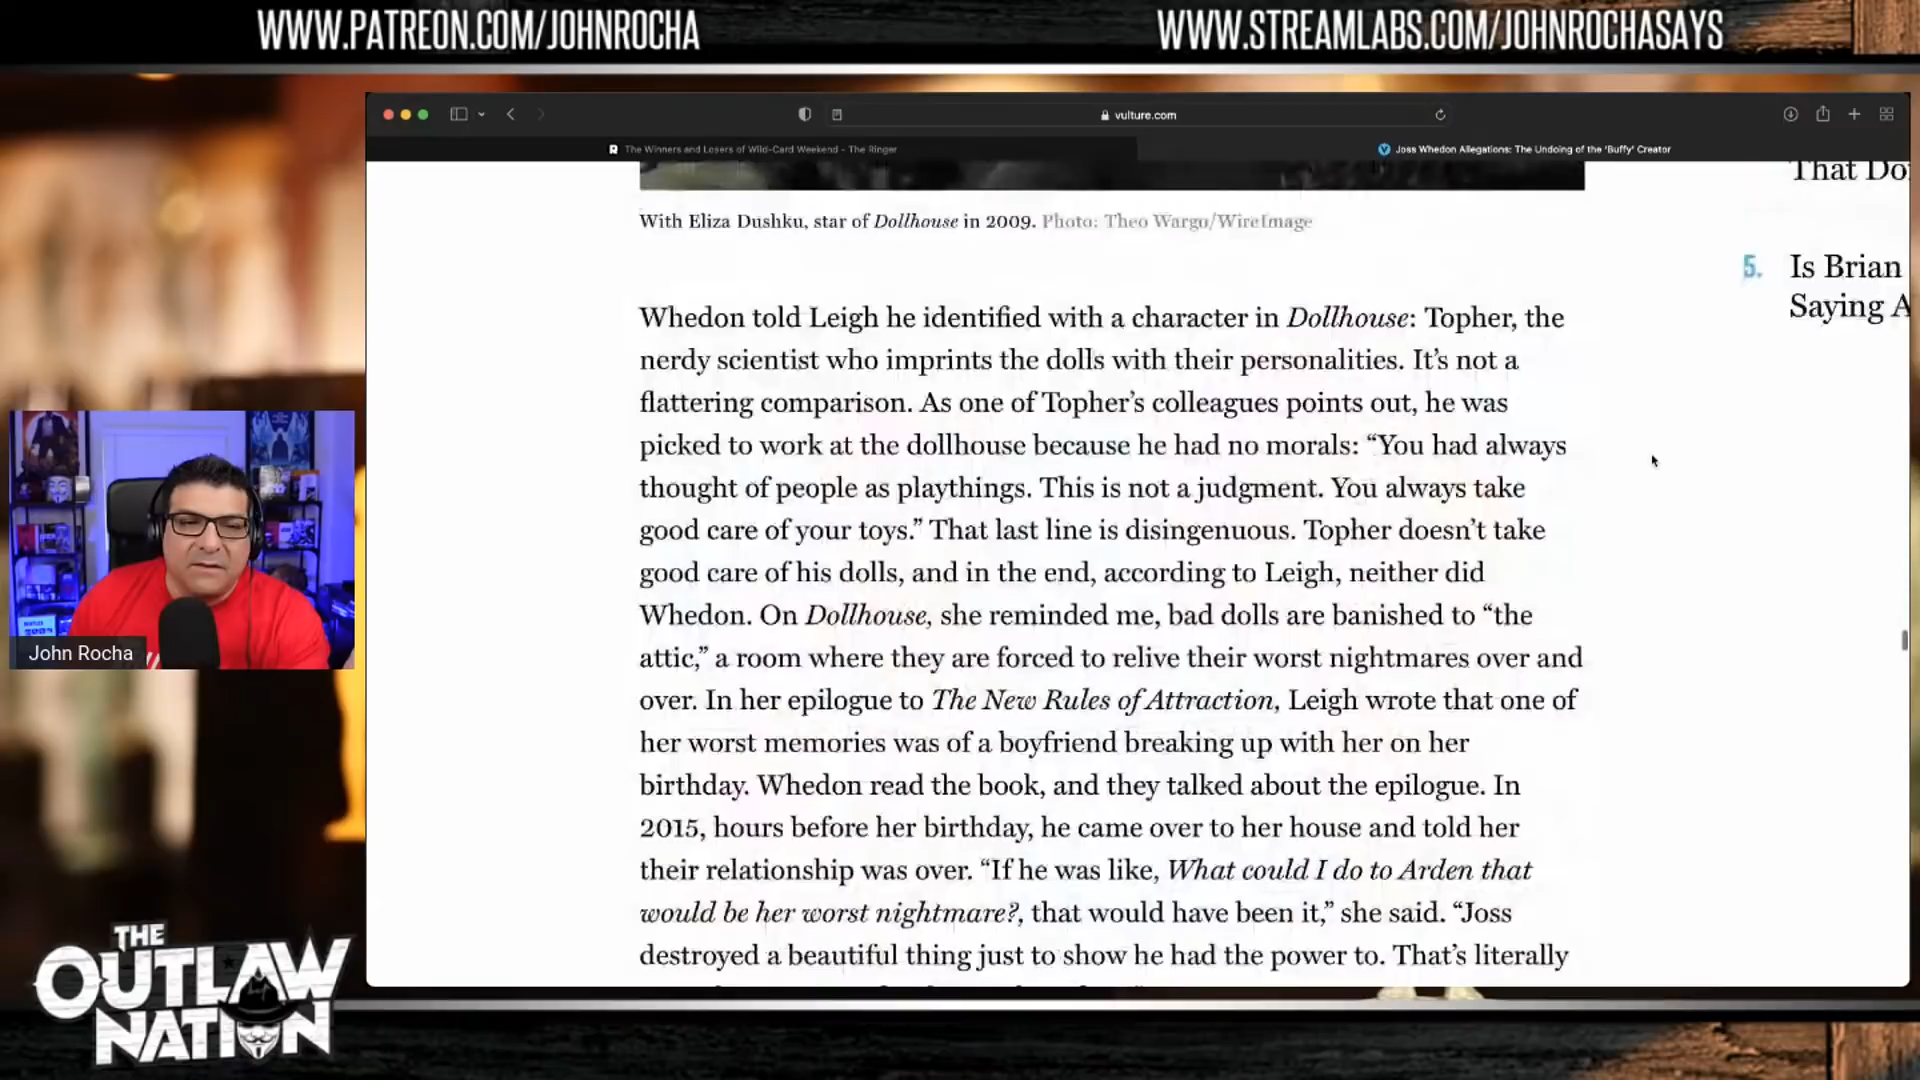 WWW.PATREON.COM/JOHNROCHA
WWW.STREAMLABS.COM/JOHNROCHASAYS
vulture.com
The Winners and Losers of Wild-Card Weekend - The Ringer
Joss Whedon Allegations: The Undoing of the 'Buffy' Creator
That Do
With Eliza Dushku, star of Dollhouse in 2009. Photo: Theo Wargo/WireImage
5. Is Brian
Saying A
Whedon told Leigh he identified with a character in Dollhouse: Topher, the
nerdy scientist who imprints the dolls with their personalities. It’s not a
flattering comparison. As one of Topher’s colleagues points out, he was
picked to work at the dollhouse because he had no morals: “You had always
thought of people as playthings. This is not a judgment. You always take
good care of your toys.” That last line is disingenuous. Topher doesn’t take
good care of his dolls, and in the end, according to Leigh, neither did
Whedon. On Dollhouse, she reminded me, bad dolls are banished to “the
attic,” a room where they are forced to relive their worst nightmares over and
over. In her epilogue to The New Rules of Attraction, Leigh wrote that one of
her worst memories was of a boyfriend breaking up with her on her
birthday. Whedon read the book, and they talked about the epilogue. In
2015, hours before her birthday, he came over to her house and told her
their relationship was over. “If he was like, What could I do to Arden that
would be her worst nightmare?, that would have been it,” she said. “Joss
destroyed a beautiful thing just to show he had the power to. That’s literally
John Rocha
THE
OUTLAW
NATION